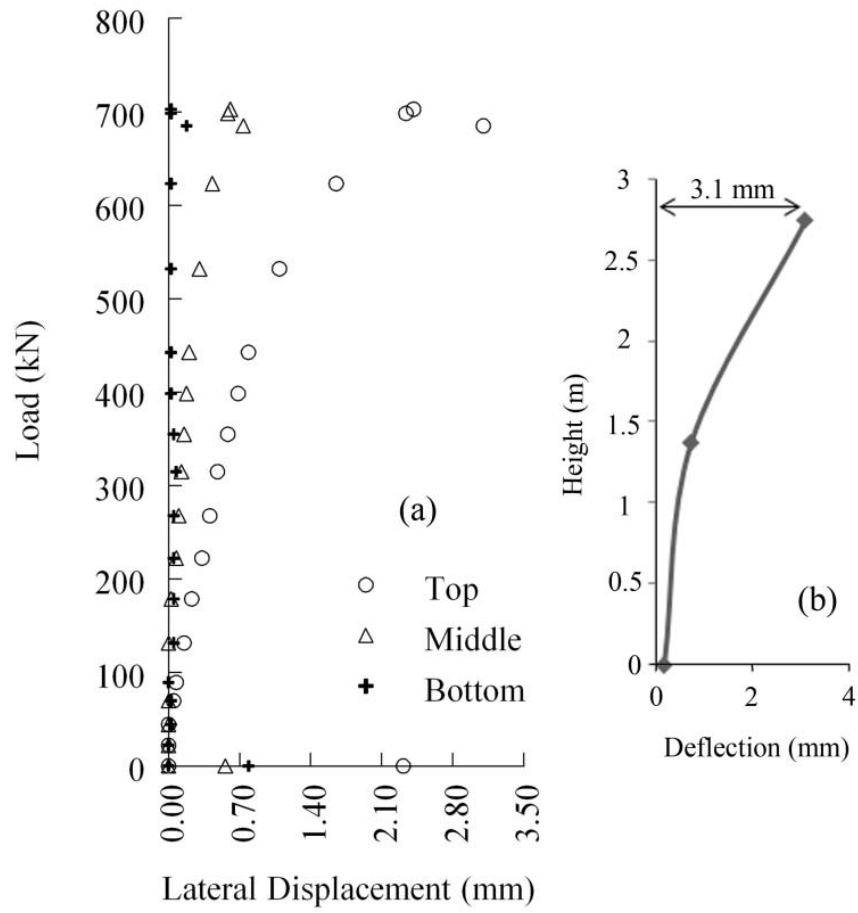 800
700
600
500
400
300
200
100
0
Load (kN)
0.00
0.70
1.40
2.10
2.80
3.50
Lateral Displacement (mm)
(a)
Top
Middle
Bottom
3
2.5
2
1.5
1
0.5
0
Height (m)
3.1 mm
(b)
0 2 4
Deflection (mm)